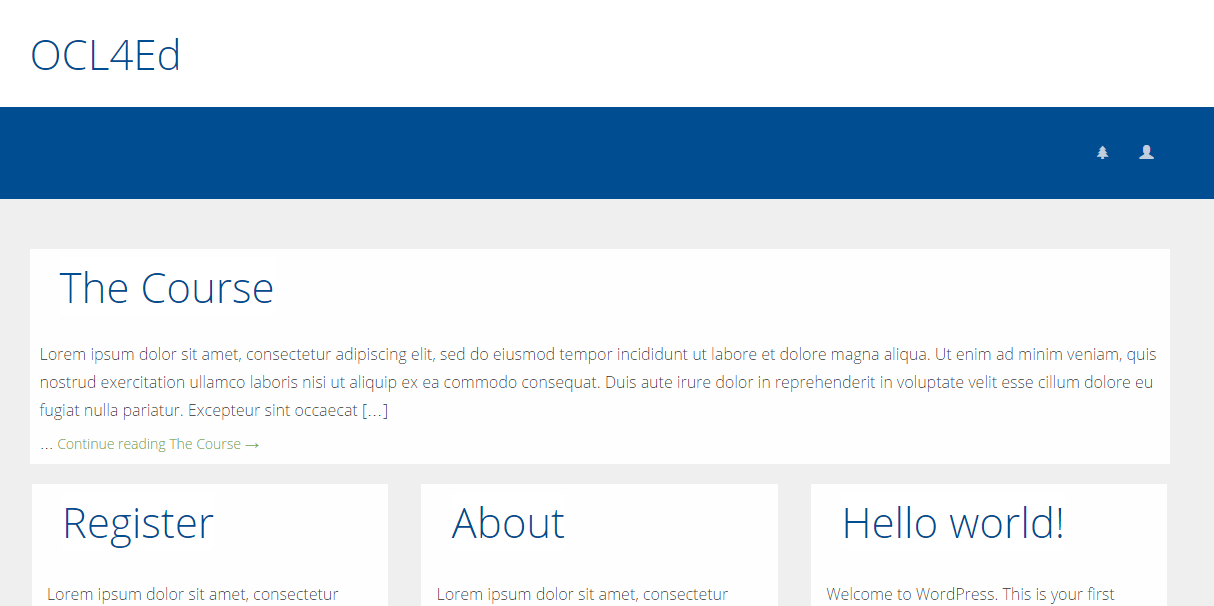 OCL4Ed
The Course
Lorem ipsum dolor sit amet, consectetur adipiscing elit, sed do eiusmod tempor incididunt ut labore et dolore magna aliqua. Ut enim ad minim veniam, quis
nostrud exercitation ullamco laboris nisi ut aliquip ex ea commodo consequat. Duis aute irure dolor in reprehenderit in voluptate velit esse cillum dolore eu
fugiat nulla pariatur. Excepteur sint occaecat […]
... Continue reading The Course →
Register
Lorem ipsum dolor sit amet, consectetur
About
Lorem ipsum dolor sit amet, consectetur
Hello world!
Welcome to WordPress. This is your first